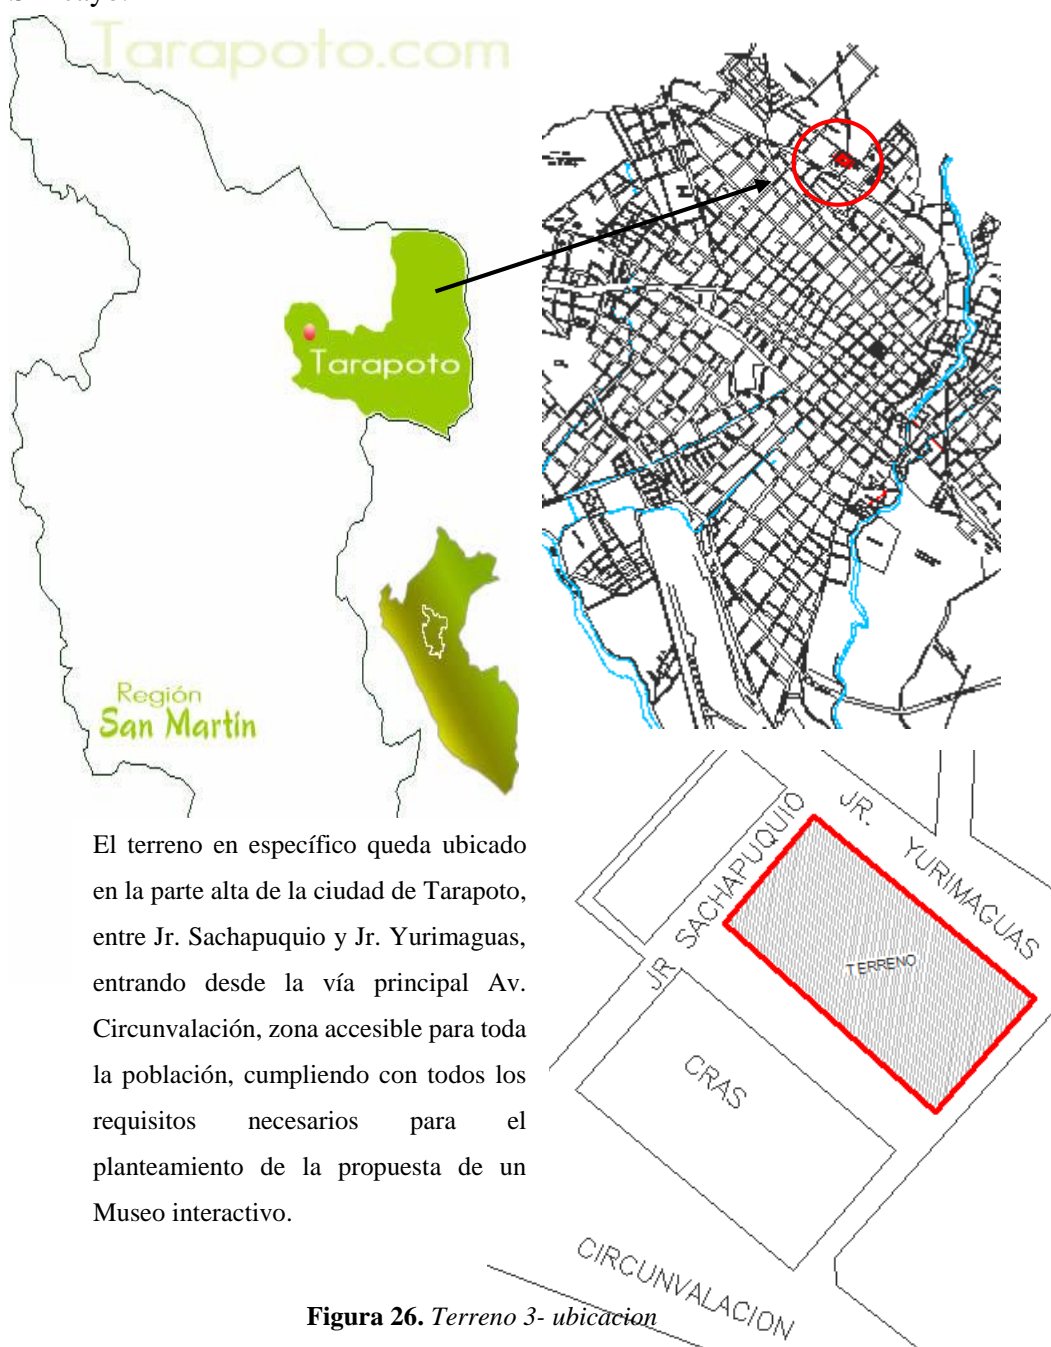 Tarapoto.com
Tarapoto
Región
San Martín
El terreno en específico queda ubicado
en la parte alta de la ciudad de Tarapoto,
entre Jr. Sachapuquio y Jr. Yurimaguas,
entrando desde la vía principal Av.
Circunvalación, zona accesible para toda
la población, cumpliendo con todos los
requisitos necesarios para el
planteamiento de la propuesta de un
Museo interactivo.
JR. YURIMAGUAS
JR SACHAPUQUIO
TERRENO
CRAS
CIRCUNVALACION
Figura 26. Terreno 3- ubicacion